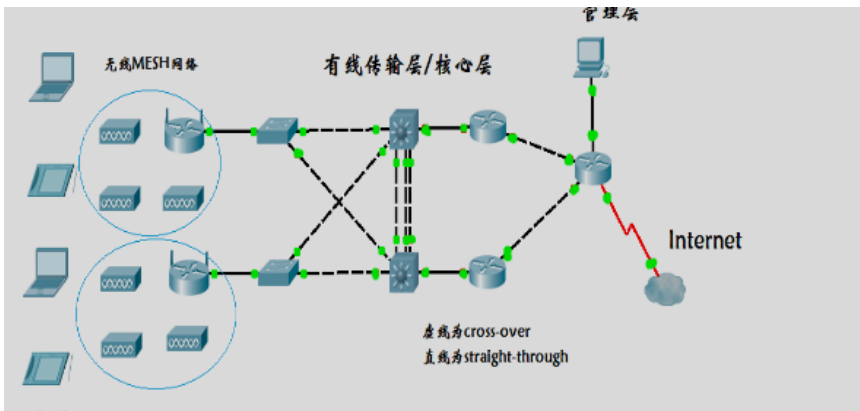 管理层
无线MESH网络
有线传输层/核心层
Internet
虚线为cross-over
直线为straight-through